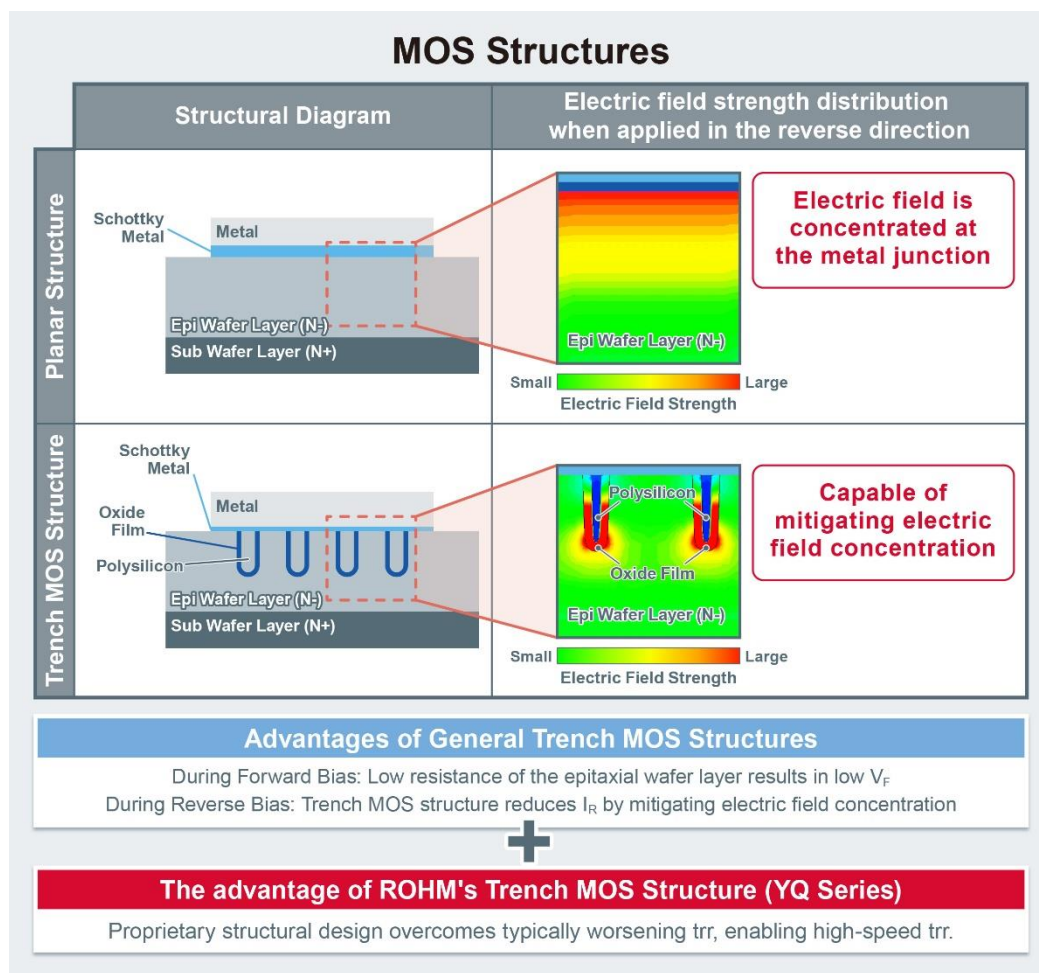 MOS Structures
Structural Diagram
Electric field strength distribution
when applied in the reverse direction
Planar Structure
Schottky
Metal
Metal
Epi Wafer Layer (N-)
Sub Wafer Layer (N+)
Epi Wafer Layer (N-)
Small
Large
Electric Field Strength
Electric field is
concentrated at
the metal junction
Trench MOS Structure
Schottky
Metal
Oxide
Film
Polysilicon
Metal
Epi Wafer Layer (N-)
Sub Wafer Layer (N+)
Polysilicon
Oxide Film
Epi Wafer Layer (N-)
Small
Large
Electric Field Strength
Capable of
mitigating electric
field concentration
Advantages of General Trench MOS Structures
During Forward Bias: Low resistance of the epitaxial wafer layer results in low VF
During Reverse Bias: Trench MOS structure reduces IR by mitigating electric field concentration
+
The advantage of ROHM's Trench MOS Structure (YQ Series)
Proprietary structural design overcomes typically worsening trr, enabling high-speed trr.